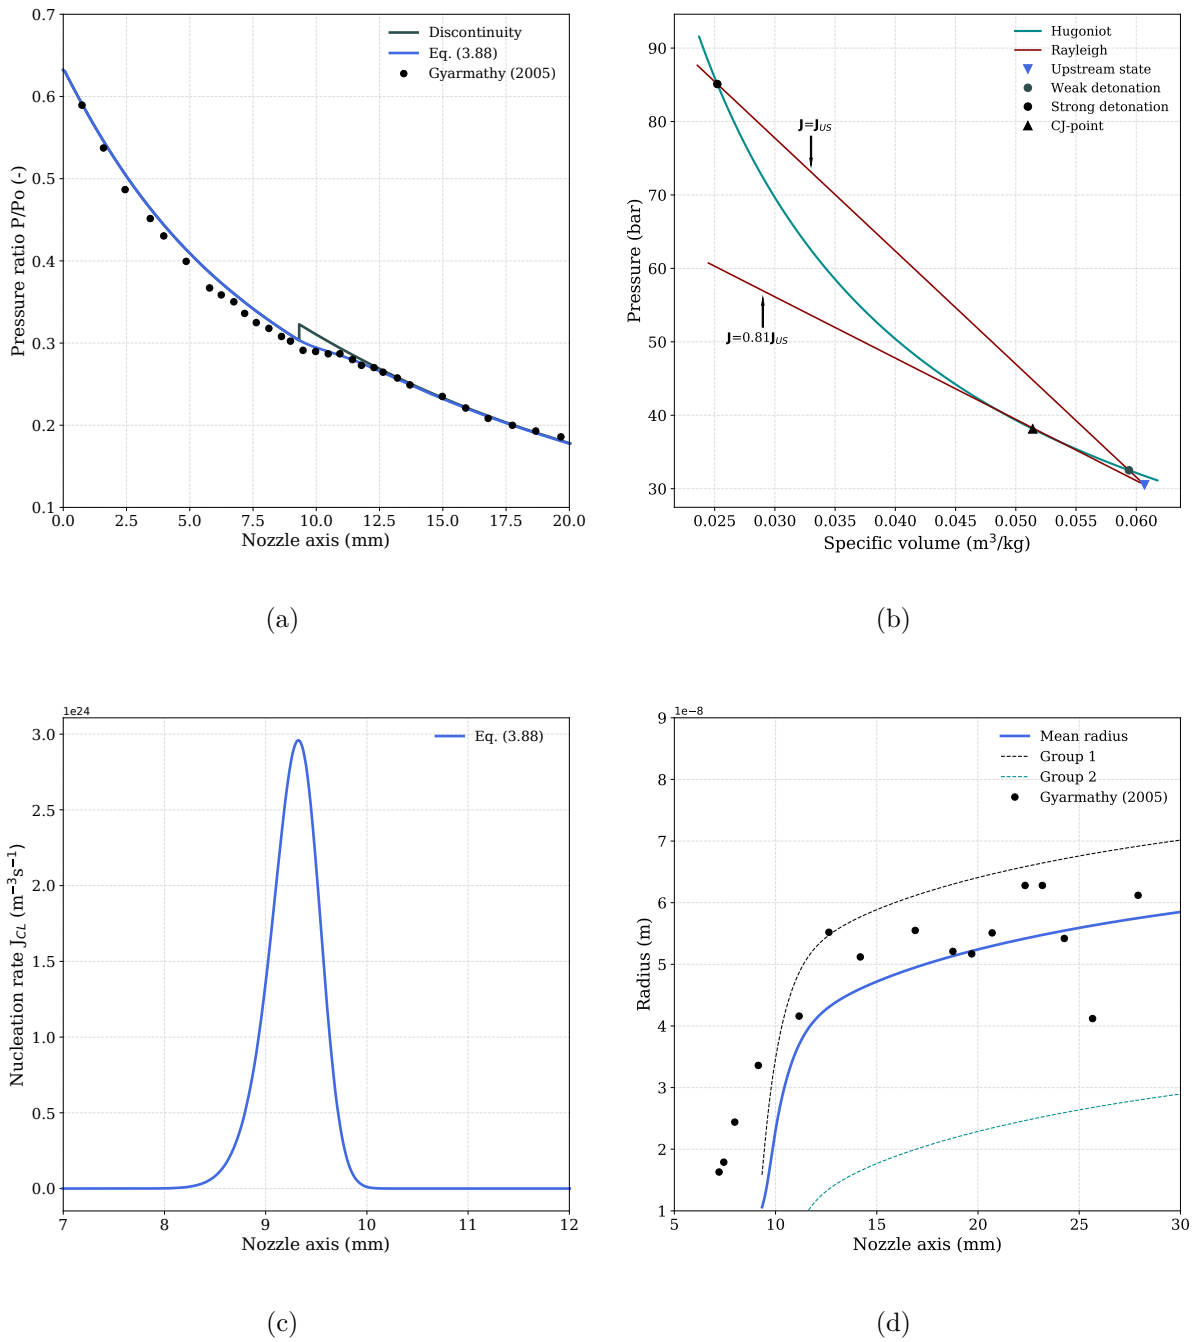 0.7
0.6
0.5
0.4
0.3
0.2
0.1
Pressure ratio P/Po (-)
Discontinuity
Eq. (3.88)
Gyarmathy (2005)
0.0 2.5 5.0 7.5 10.0 12.5 15.0 17.5 20.0
Nozzle axis (mm)
(a)
90
80
70
60
50
40
30
Pressure (bar)
Hugoniot
Rayleigh
Upstream state
Weak detonation
Strong detonation
CJ-point
J=J_{US}
J=0.81J_{US}
0.025 0.030 0.035 0.040 0.045 0.050 0.055 0.060
Specific volume (m³/kg)
(b)
1e24
3.0
2.5
2.0
1.5
1.0
0.5
0.0
Nucleation rate J_{CL} (m⁻³s⁻¹)
Eq. (3.88)
7 8 9 10 11 12
Nozzle axis (mm)
(c)
1e−8
9
8
7
6
5
4
3
2
1
Radius (m)
Mean radius
Group 1
Group 2
Gyarmathy (2005)
5 10 15 20 25 30
Nozzle axis (mm)
(d)